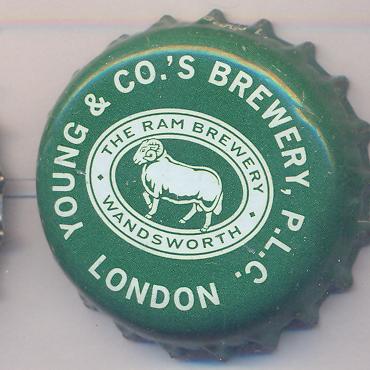 YOUNG & CO.'S BREWERY, P.L.C.
LONDON
THE RAM BREWERY
WANDSWORTH